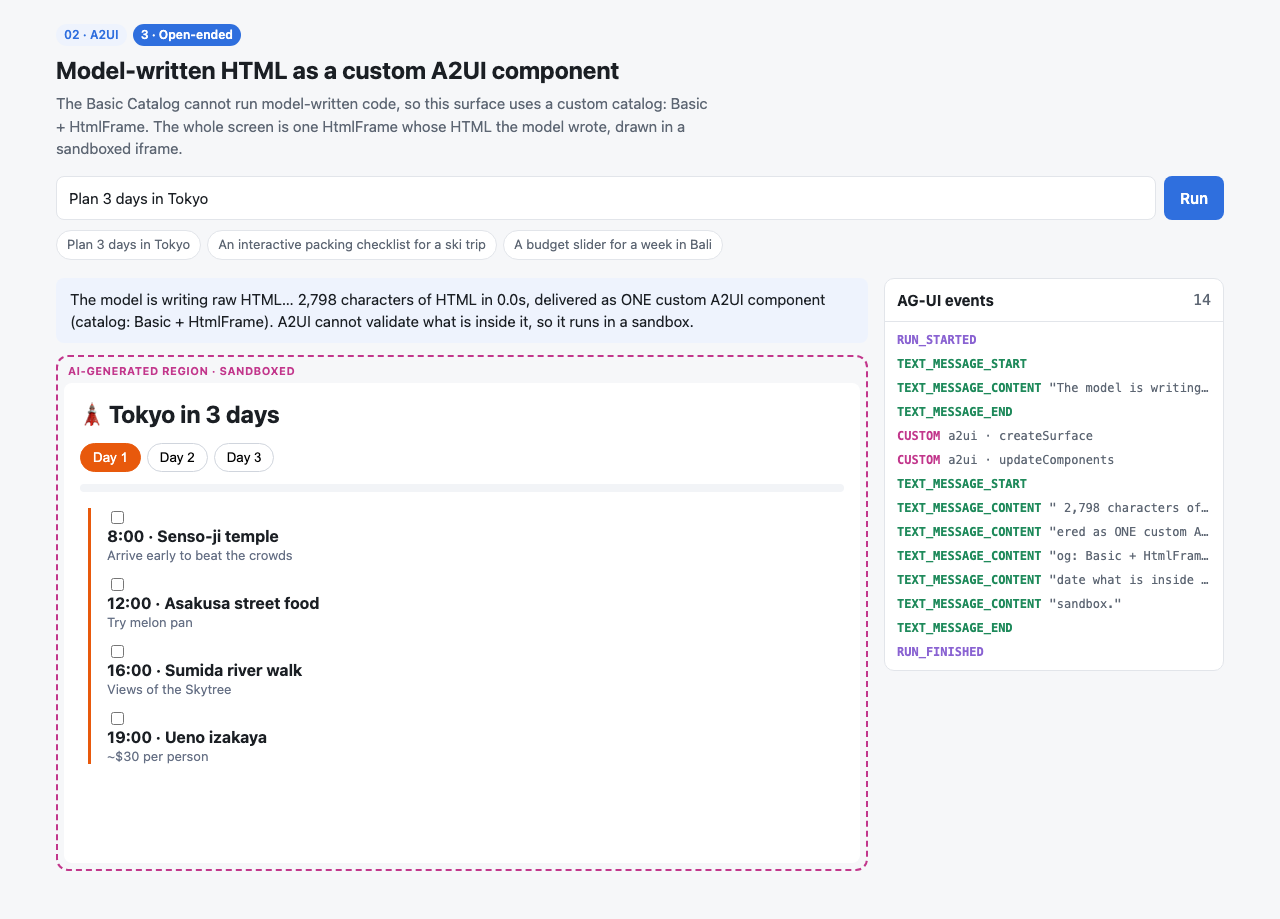 02 · A2UI
3 · Open-ended
Model-written HTML as a custom A2UI component
The Basic Catalog cannot run model-written code, so this surface uses a custom catalog: Basic
+ HtmlFrame. The whole screen is one HtmlFrame whose HTML the model wrote, drawn in a
sandboxed iframe.
Plan 3 days in Tokyo
Run
Plan 3 days in Tokyo
An interactive packing checklist for a ski trip
A budget slider for a week in Bali
The model is writing raw HTML... 2,798 characters of HTML in 0.0s, delivered as ONE custom A2UI component
(catalog: Basic + HtmlFrame). A2UI cannot validate what is inside it, so it runs in a sandbox.
AI-GENERATED REGION · SANDBOXED
Tokyo in 3 days
Day 1
Day 2
Day 3
8:00 · Senso-ji temple
Arrive early to beat the crowds
12:00 · Asakusa street food
Try melon pan
16:00 · Sumida river walk
Views of the Skytree
19:00 · Ueno izakaya
~$30 per person
AG-UI events
14
RUN_STARTED
TEXT_MESSAGE_START
TEXT_MESSAGE_CONTENT "The model is writing…
TEXT_MESSAGE_END
CUSTOM a2ui · createSurface
CUSTOM a2ui · updateComponents
TEXT_MESSAGE_START
TEXT_MESSAGE_CONTENT " 2,798 characters of…
TEXT_MESSAGE_CONTENT "ered as ONE custom A…
TEXT_MESSAGE_CONTENT "og: Basic + HtmlFram…
TEXT_MESSAGE_CONTENT "date what is inside …
TEXT_MESSAGE_CONTENT "sandbox."
TEXT_MESSAGE_END
RUN_FINISHED